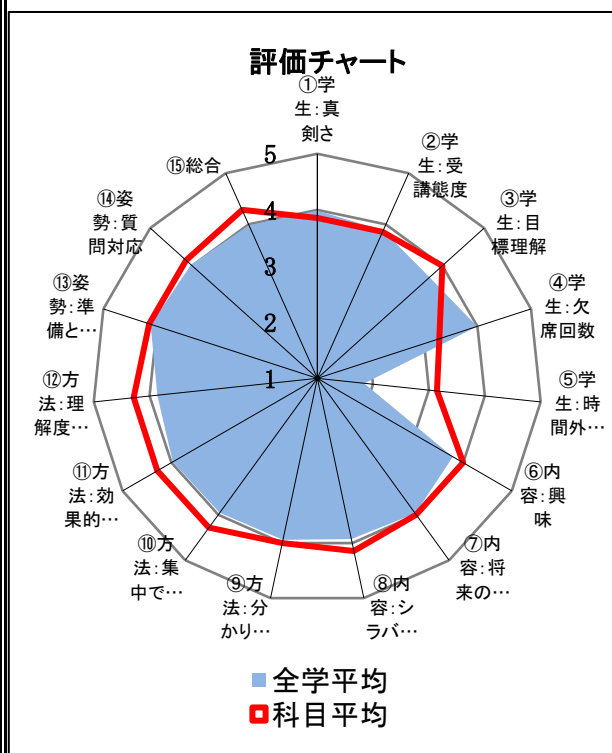 評価チャート
①学
生:真
剣さ
②学
生:受
講態度
③学
生:目
標理解
④学
生:欠
席回数
⑤学
生:時
間外…
⑥内
容:興
味
⑦内
容:将
来の…
⑧内
容:シ
ラバ…
⑨方
法:分
かり…
⑩方
法:集
中で…
⑪方
法:効
果的…
⑫方
法:理
解度…
⑬姿
勢:準
備と…
⑭姿
勢:質
問対応
⑮総合
5
4
3
2
1
全学平均
科目平均